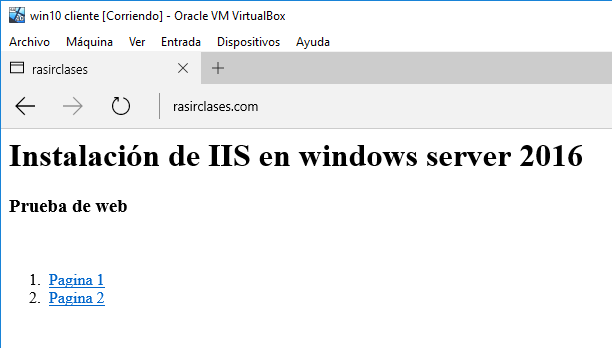 win10 cliente [Corriendo] - Oracle VM VirtualBox
Archivo Máquina Ver Entrada Dispositivos Ayuda
rasirclases
rasirclases.com
Instalación de IIS en windows server 2016
Prueba de web
1. Pagina 1
2. Pagina 2